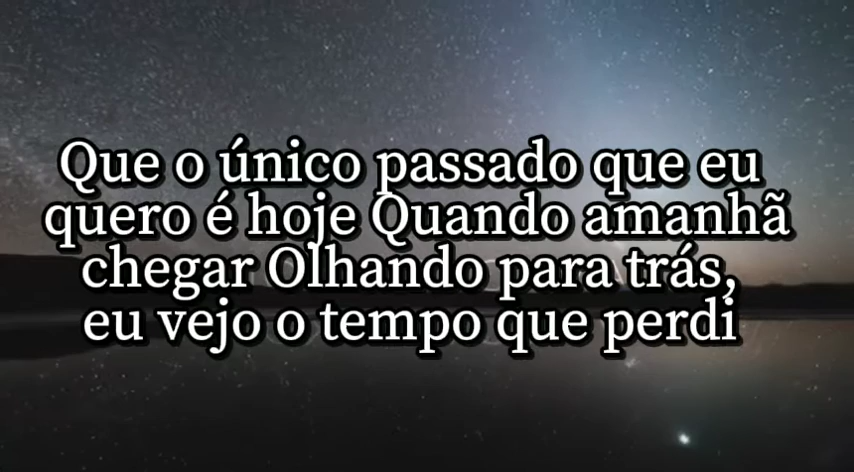 Que o único passado que eu
quero é hoje Quando amanhã
chegar Olhando para trás,
eu vejo o tempo que perdi